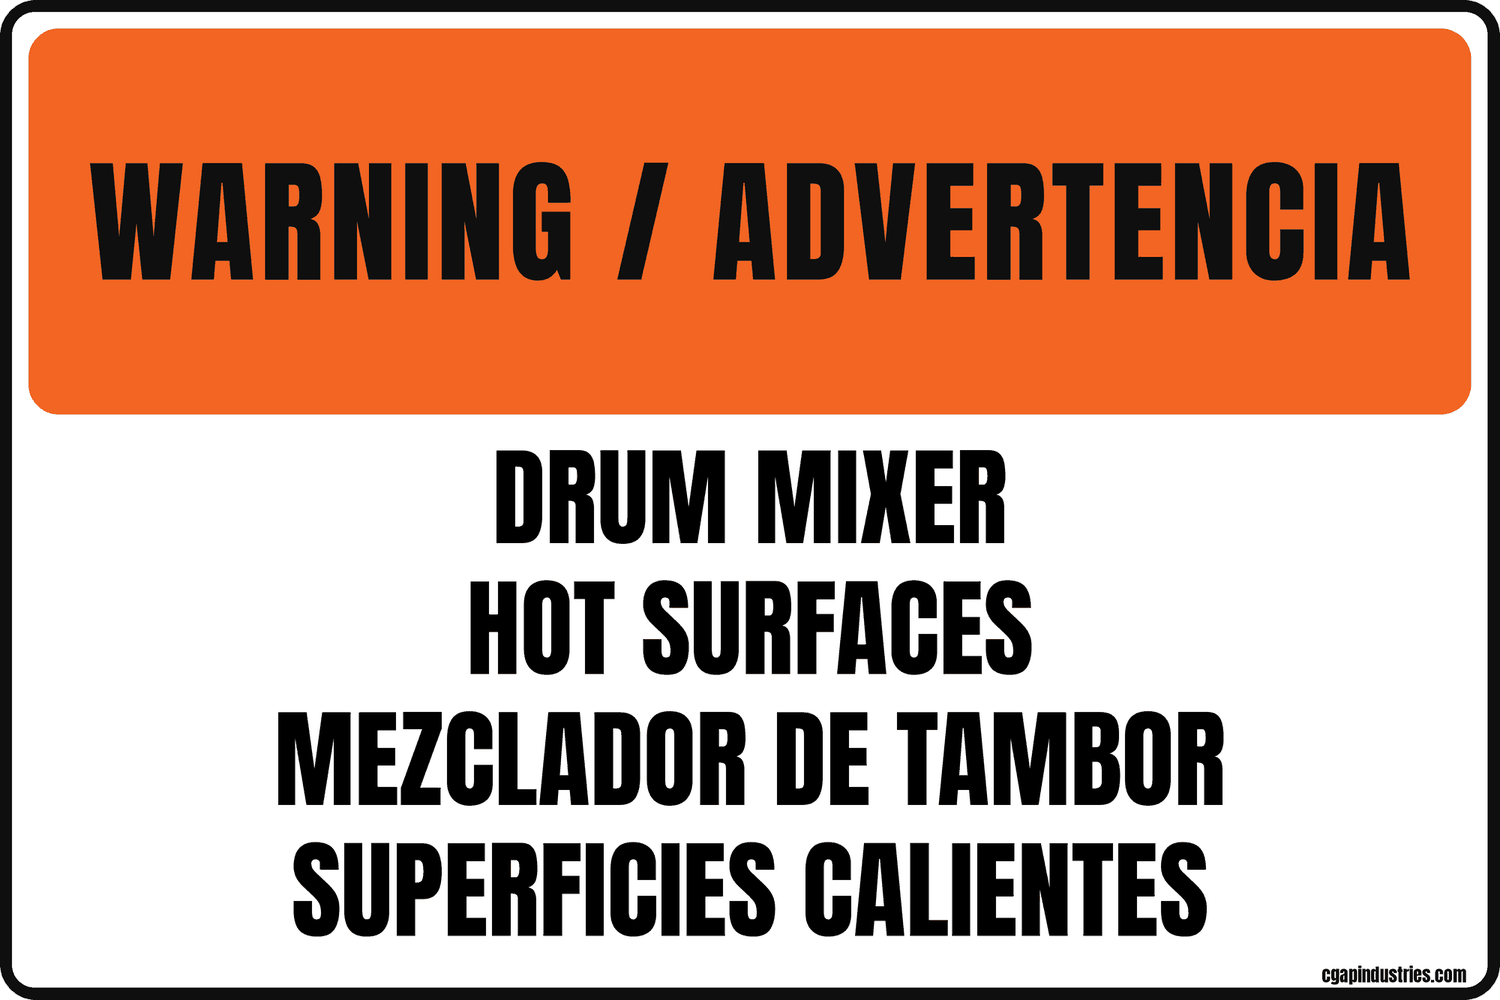 WARNING / ADVERTENCIA
DRUM MIXER
HOT SURFACES
MEZCLADOR DE TAMBOR
SUPERFICIES CALIENTES
cgapindustries.com